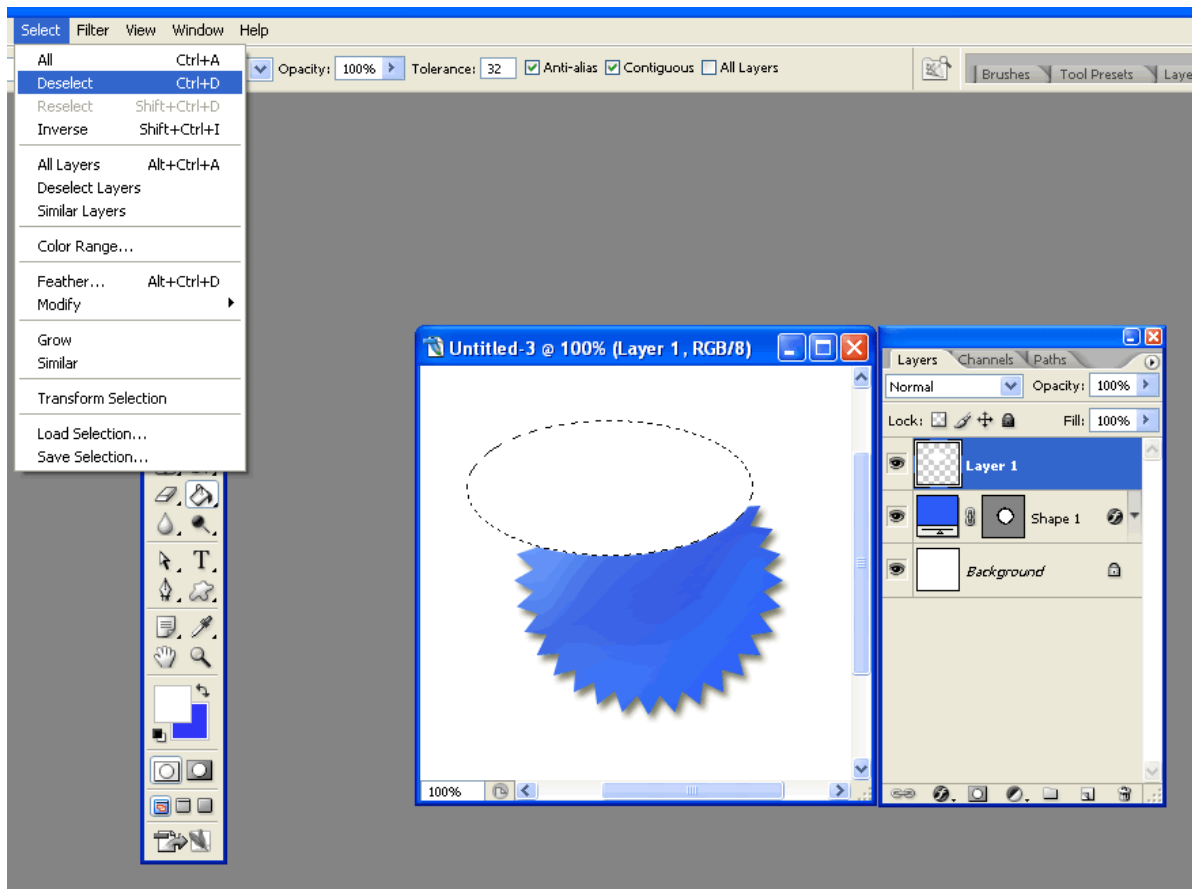 Select Filter View Window Help
All Ctrl+A
Deselect Ctrl+D
Reselect Shift+Ctrl+D
Inverse Shift+Ctrl+I
All Layers Alt+Ctrl+A
Deselect Layers
Similar Layers
Color Range...
Feather... Alt+Ctrl+D
Modify
Grow
Similar
Transform Selection
Load Selection...
Save Selection...
Opacity: 100% Tolerance: 32 Anti-alias Contiguous All Layers
Brushes Tool Presets Laye
T
Untitled-3 @ 100% (Layer 1, RGB/8)
100%
Layers Channels Paths
Normal Opacity: 100%
Lock: Fill: 100%
Layer 1
Shape 1
Background